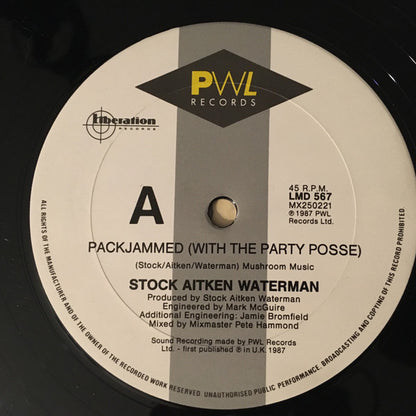 PWL
RECORDS
Liberation
RECORDS
A
45 R.P.M.
LMD 567
MX250221
℗ 1987 PWL
Records Ltd.
PACKJAMMED (WITH THE PARTY POSSE)
(Stock/Aitken/Waterman) Mushroom Music
STOCK AITKEN WATERMAN
Produced by Stock Aitken Waterman
Engineered by Mark McGuire
Additional Engineering: Jamie Bromfield
Mixed by Mixmaster Pete Hammond
Sound Recording made by PWL Records
Ltd. - first published ℗ in U.K. 1987
ALL RIGHTS OF THE MANUFACTURER AND OF THE OWNER OF THE RECORDED WORK RESERVED. UNAUTHORISED PUBLIC PERFORMANCE, BROADCASTING AND COPYING OF THIS RECORD PROHIBITED.